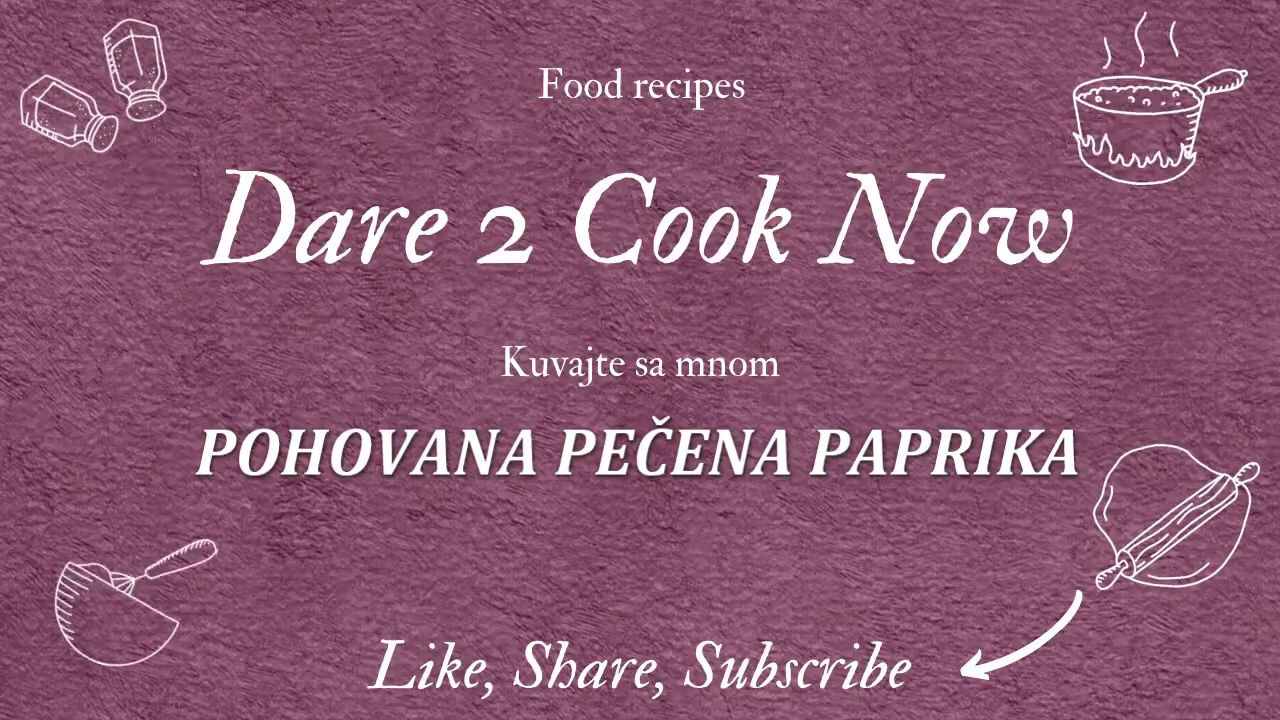 Food recipes
Dare 2 Cook Now
Kuvajte sa mnom
POHOVANA PEČENA PAPRIKA
Like, Share, Subscribe